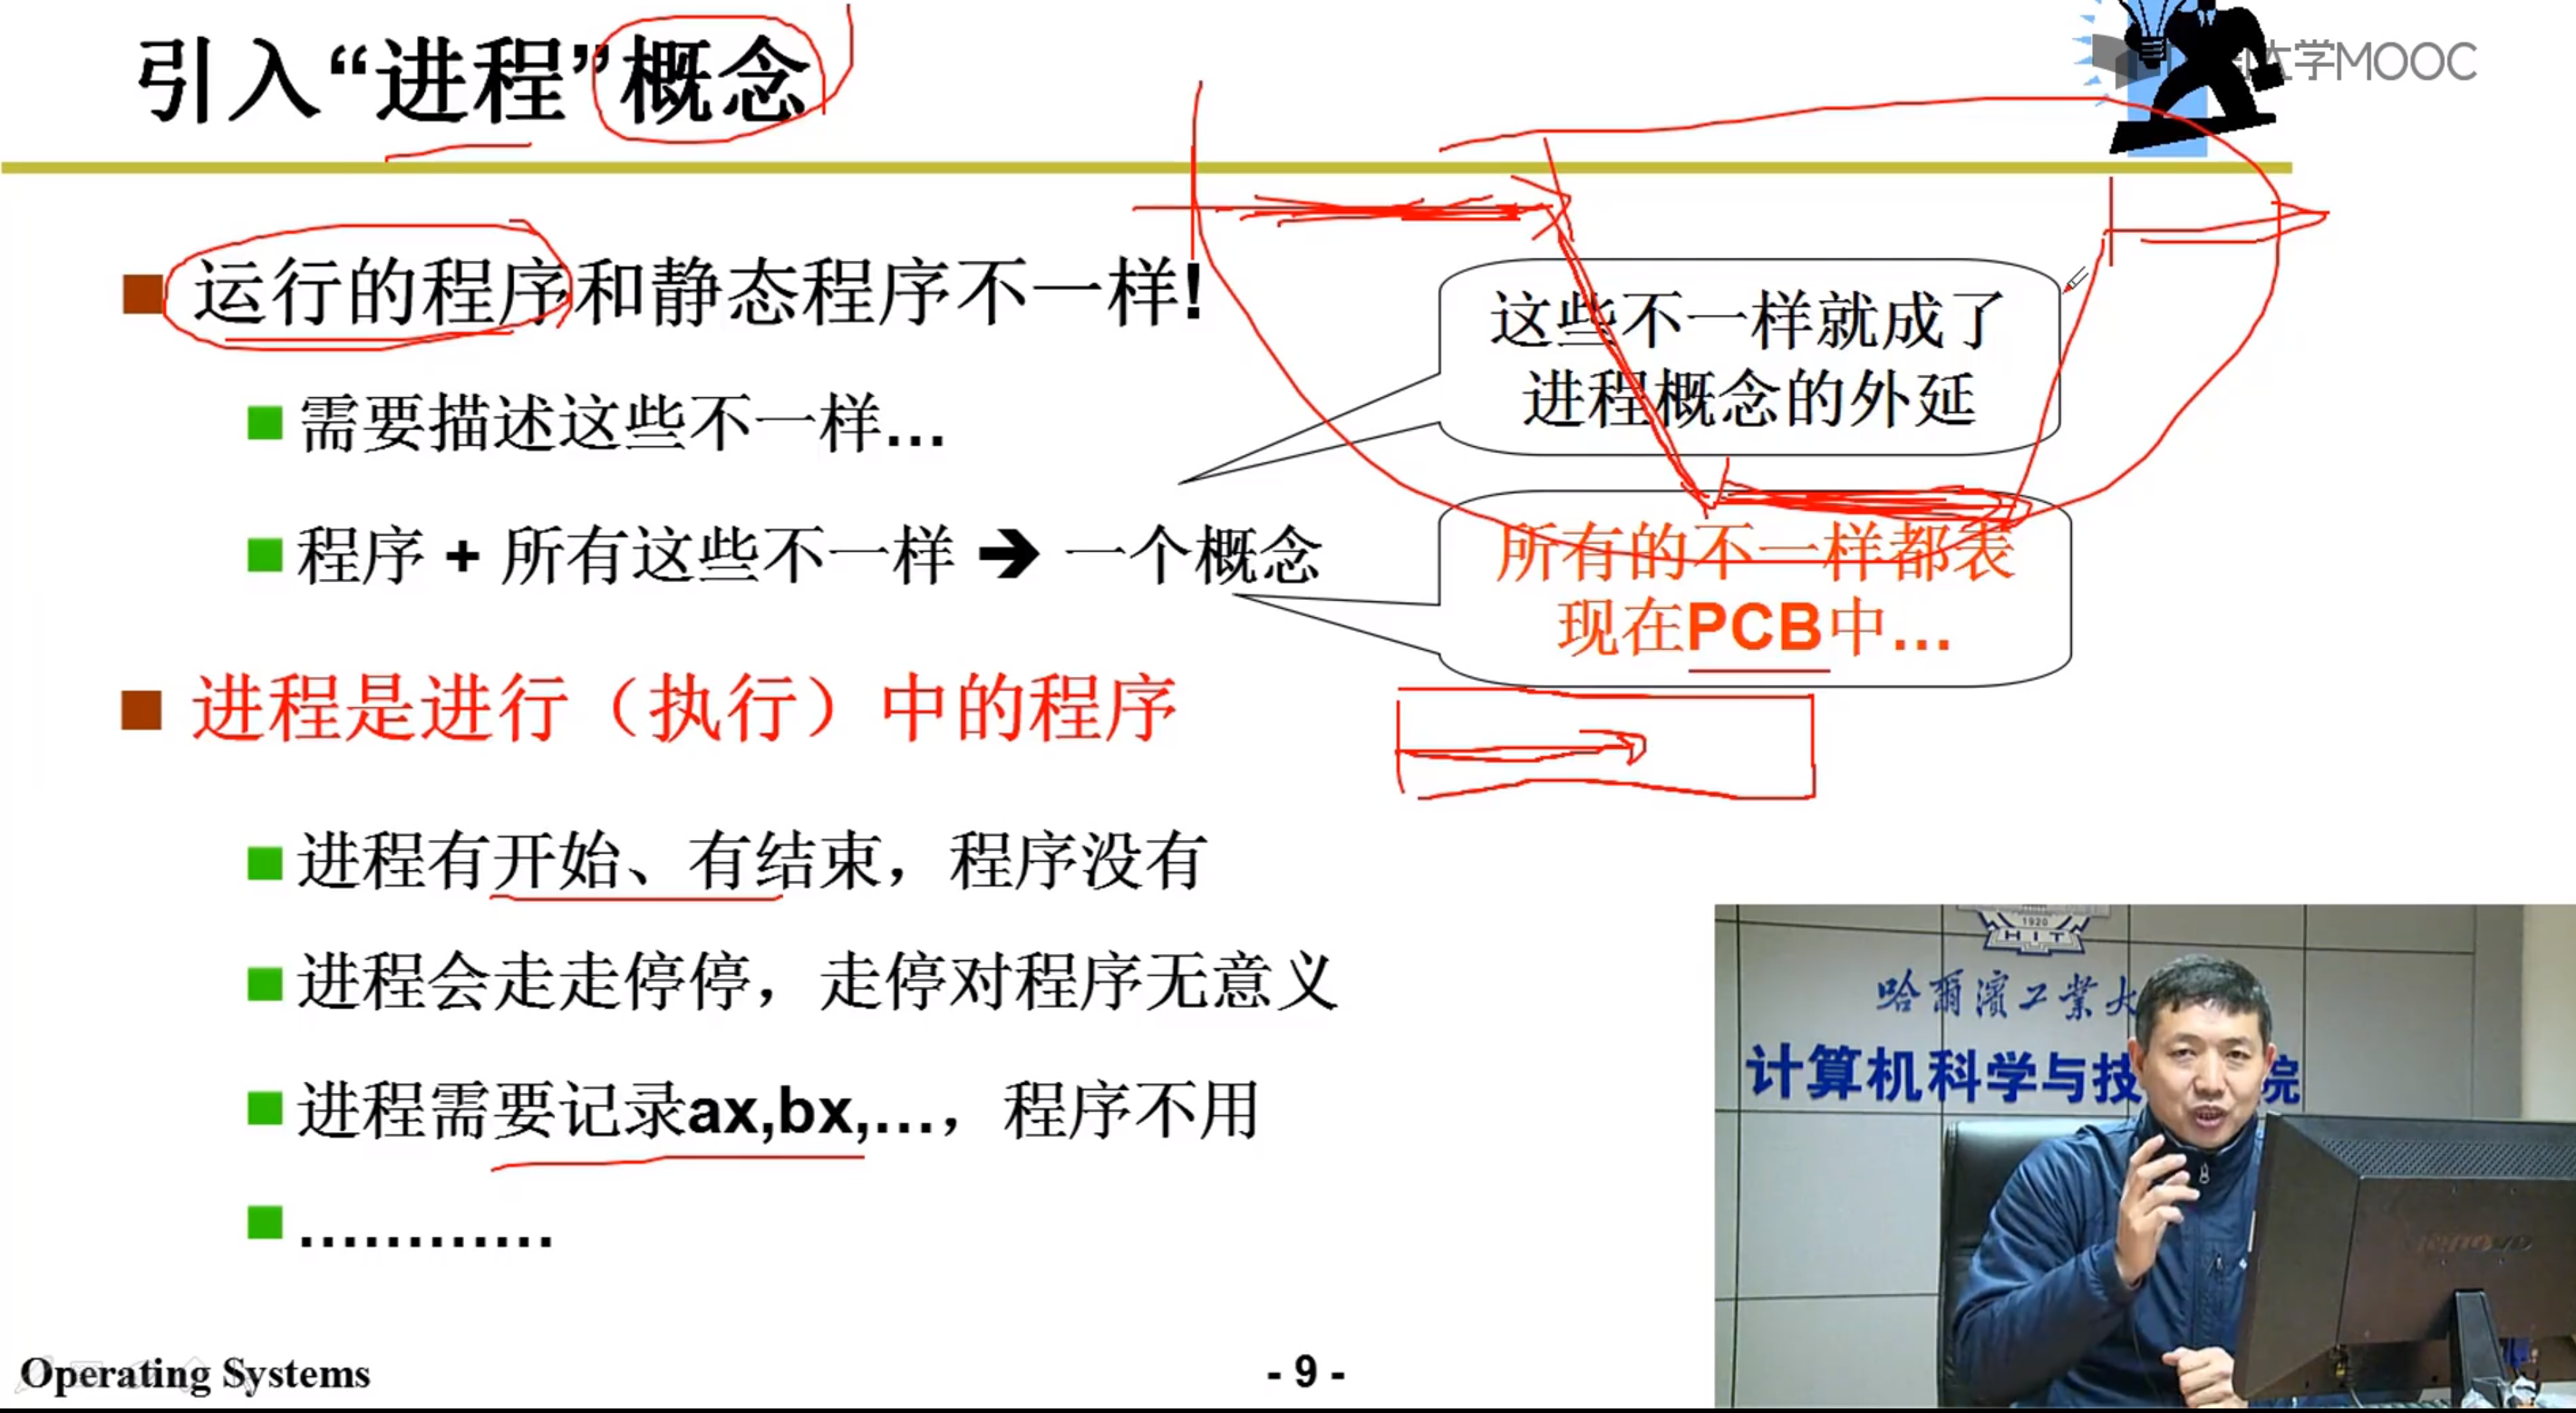 引入“进程”概念
大学MOOC
运行的程序和静态程序不一样!
需要描述这些不一样...
程序 + 所有这些不一样 ➔ 一个概念
这些不一样就成了
进程概念的外延
所有的不一样都表
现在PCB中...
进程是进行（执行）中的程序
进程有开始、有结束，程序没有
进程会走走停停，走停对程序无意义
进程需要记录ax,bx,...，程序不用
............
1920
HIT
哈爾濱工業大
计算机科学与技 院
Operating Systems
- 9 -